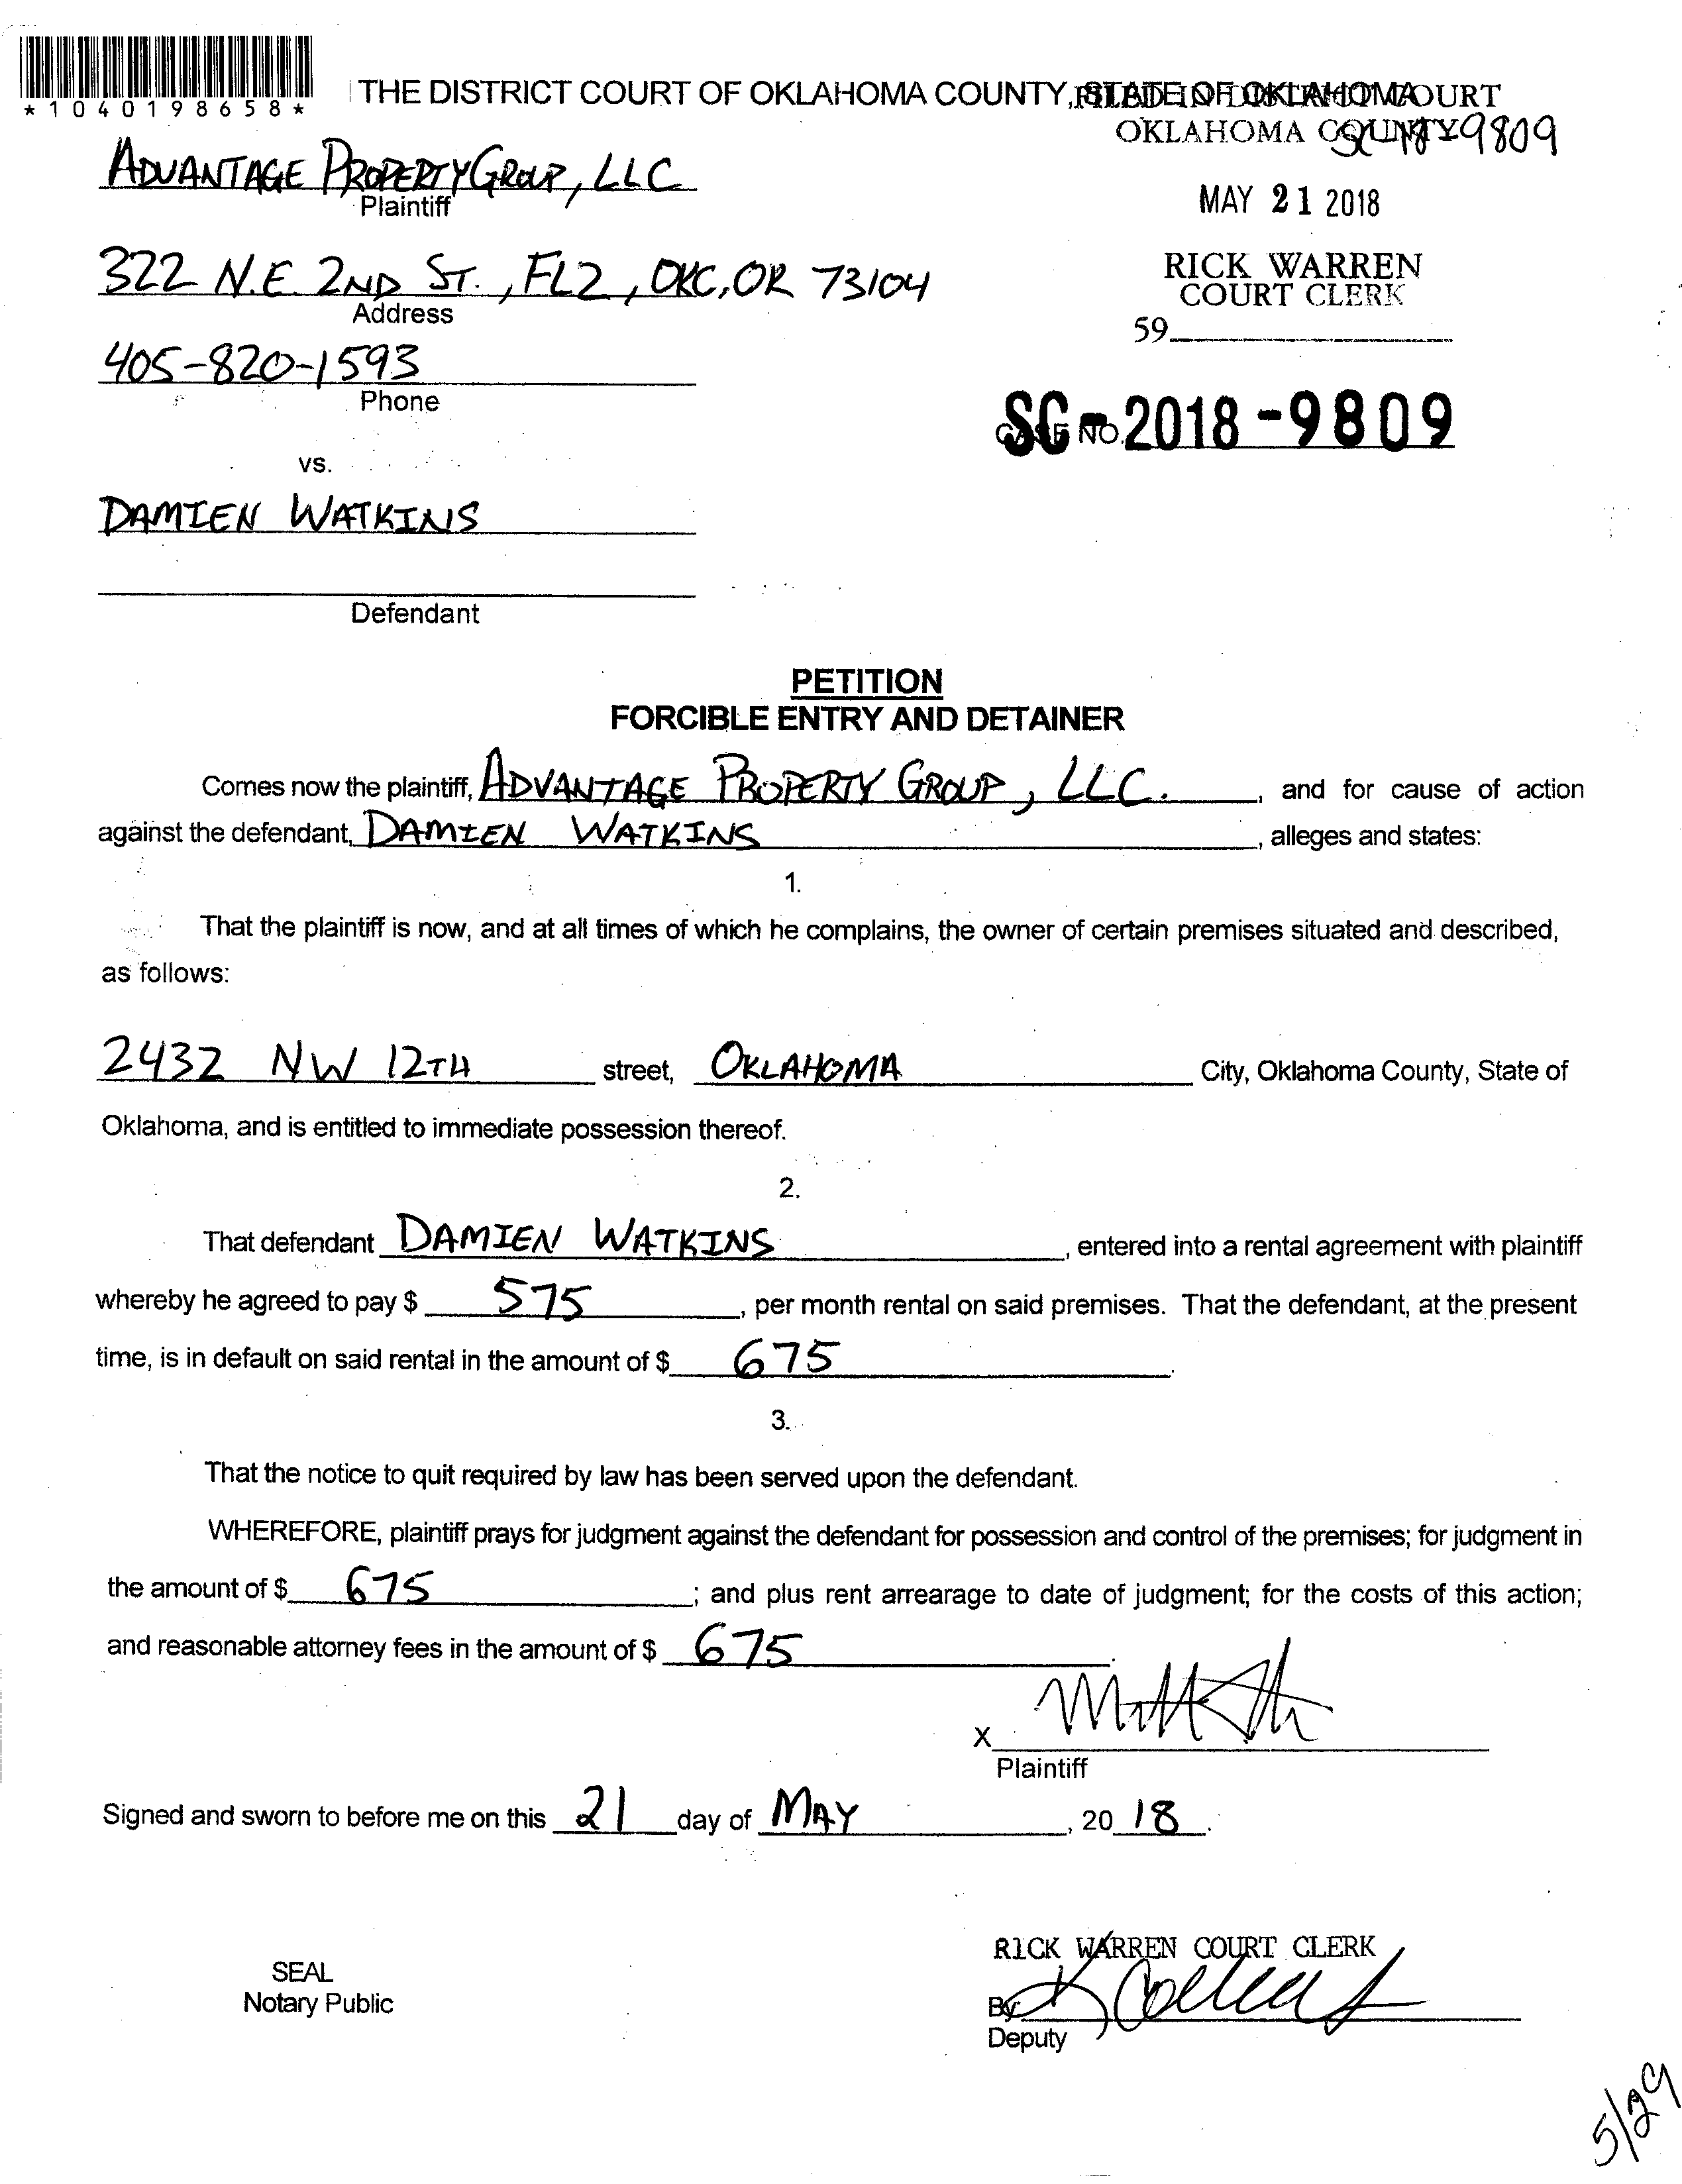 *1040198658*
THE DISTRICT COURT OF OKLAHOMA COUNTY, STATE OF OKLAHOMA
FILED IN DISTRICT COURT
OKLAHOMA COUNTY
SC-18-9809
ADVANTAGE PROPERTY GROUP, LLC
Plaintiff
MAY 21 2018
322 N.E. 2ND ST., FL2, OKC, OK 73104
Address
RICK WARREN
COURT CLERK
59
405-820-1593
Phone
CASE NO. SC-2018-9809
vs.
DAMIEN WATKINS
Defendant
PETITION
FORCIBLE ENTRY AND DETAINER
Comes now the plaintiff, ADVANTAGE PROPERTY GROUP, LLC. , and for cause of action
against the defendant, DAMIEN WATKINS , alleges and states:
1.
That the plaintiff is now, and at all times of which he complains, the owner of certain premises situated and described,
as follows:
2432 NW 12TH street, OKLAHOMA City, Oklahoma County, State of
Oklahoma, and is entitled to immediate possession thereof.
2.
That defendant DAMIEN WATKINS , entered into a rental agreement with plaintiff
whereby he agreed to pay $ 575 , per month rental on said premises. That the defendant, at the present
time, is in default on said rental in the amount of $ 675 .
3.
That the notice to quit required by law has been served upon the defendant.
WHEREFORE, plaintiff prays for judgment against the defendant for possession and control of the premises; for judgment in
the amount of $ 675 ; and plus rent arrearage to date of judgment; for the costs of this action;
and reasonable attorney fees in the amount of $ 675 .
X
Plaintiff
Signed and sworn to before me on this 21 day of MAY , 20 18 .
RICK WARREN COURT CLERK
SEAL
Notary Public
By:
Deputy
5/29